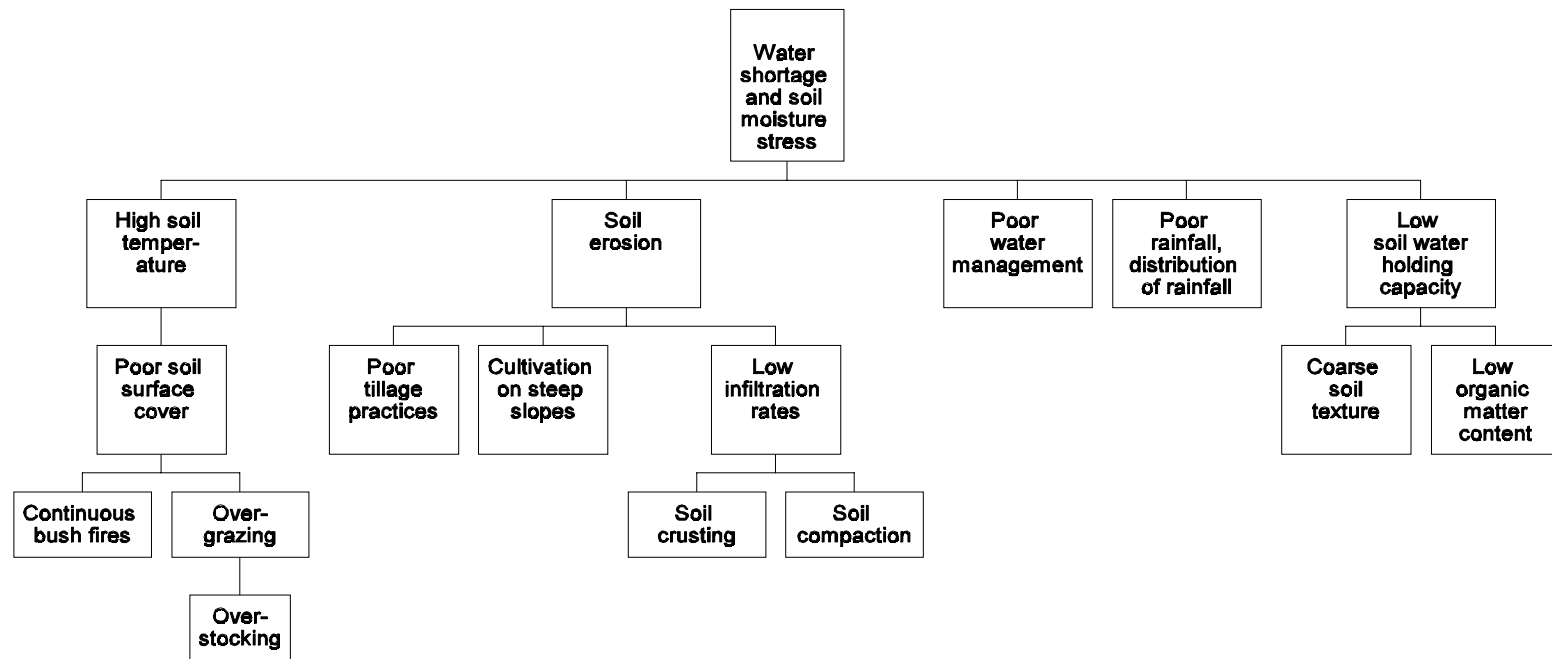 Water
shortage
and soil
moisture
stress
High soil
temper-
ature
Soil
erosion
Poor
water
management
Poor
rainfall,
distribution
of rainfall
Low
soil water
holding
capacity
Poor soil
surface
cover
Poor
tillage
practices
Cultivation
on steep
slopes
Low
infiltration
rates
Coarse
soil
texture
Low
organic
matter
content
Continuous
bush fires
Over-
grazing
Soil
crusting
Soil
compaction
Over-
stocking